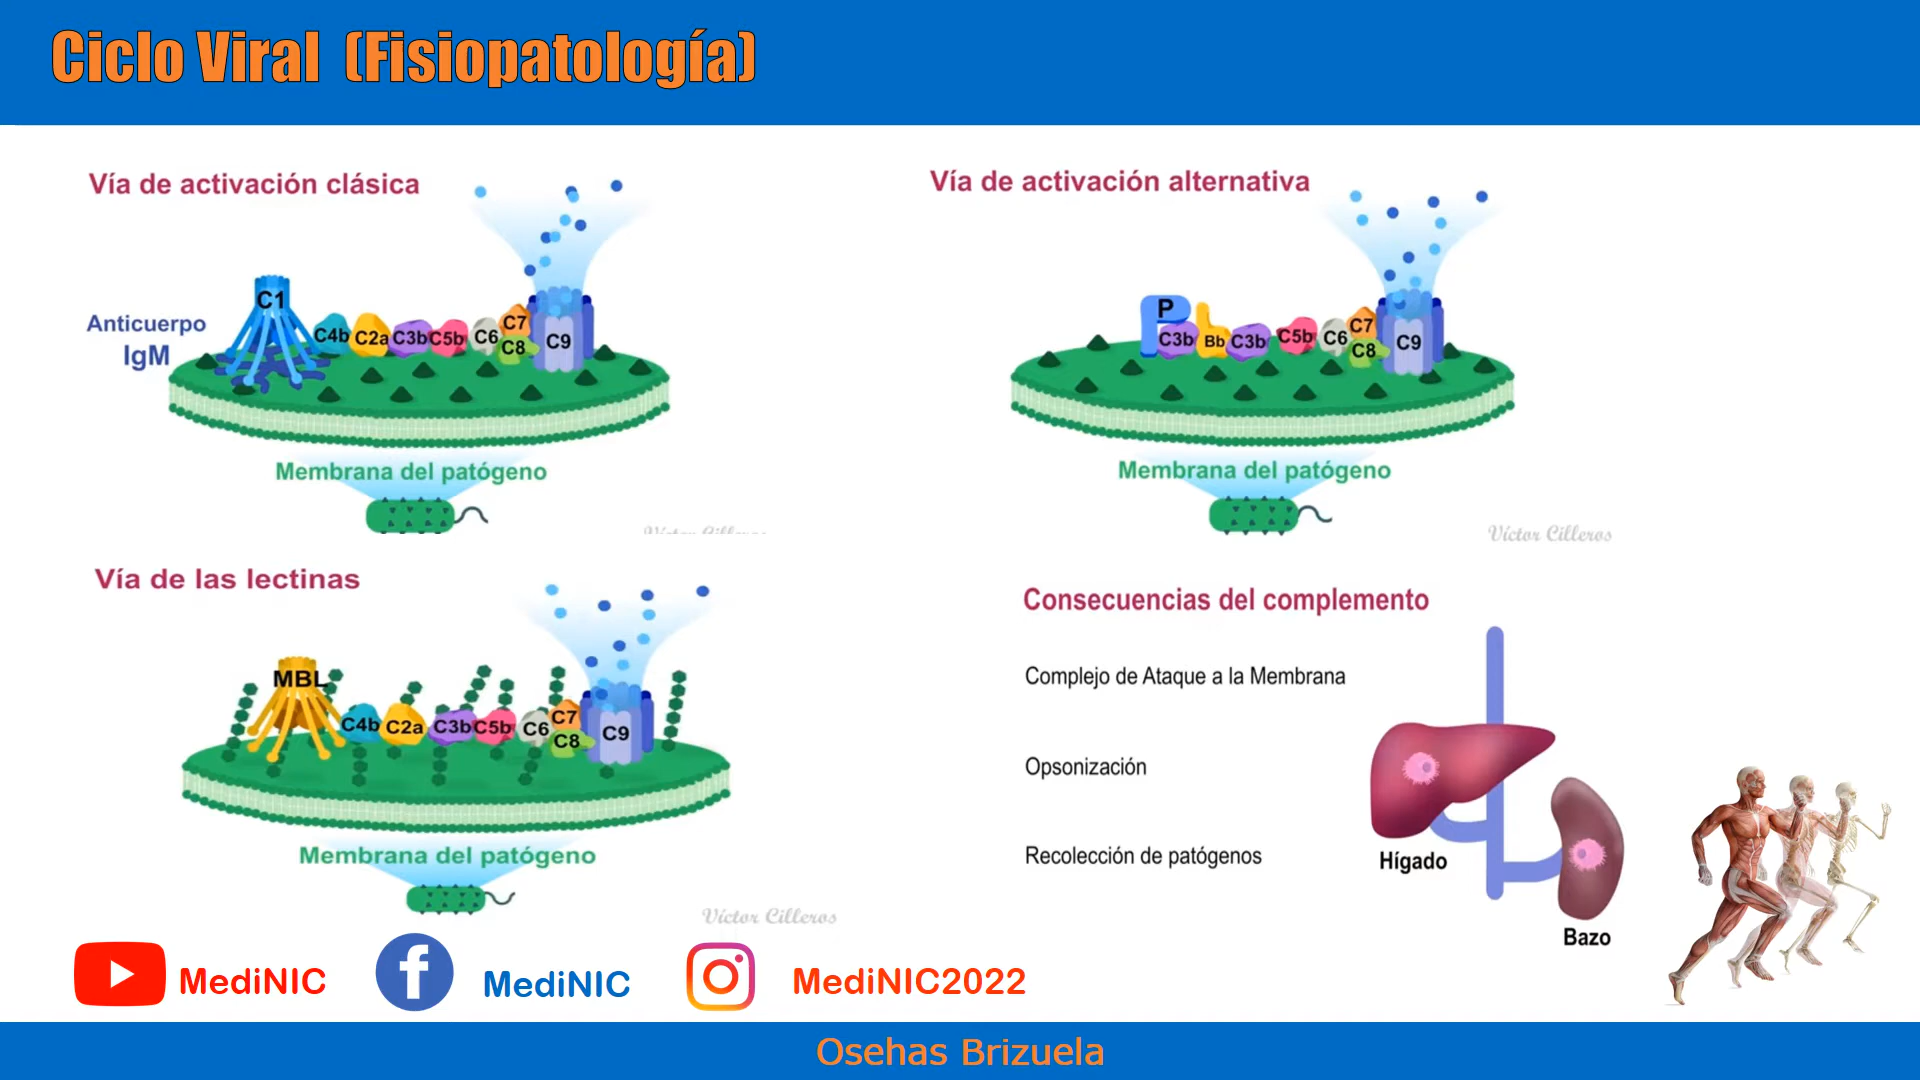 Ciclo Viral (Fisiopatología)
Vía de activación clásica
C1
Anticuerpo
IgM
C4b
C2a
C3b
C5b
C6
C7
C8
C9
Membrana del patógeno
Víctor Cilleros
Vía de activación alternativa
P
C3b
Bb
C3b
C5b
C6
C7
C8
C9
Membrana del patógeno
Víctor Cilleros
Vía de las lectinas
MBL
C4b
C2a
C3b
C5b
C6
C7
C8
C9
Membrana del patógeno
Víctor Cilleros
Consecuencias del complemento
Complejo de Ataque a la Membrana
Opsonización
Recolección de patógenos
Hígado
Bazo
MediNIC
MediNIC
MediNIC2022
Osehas Brizuela